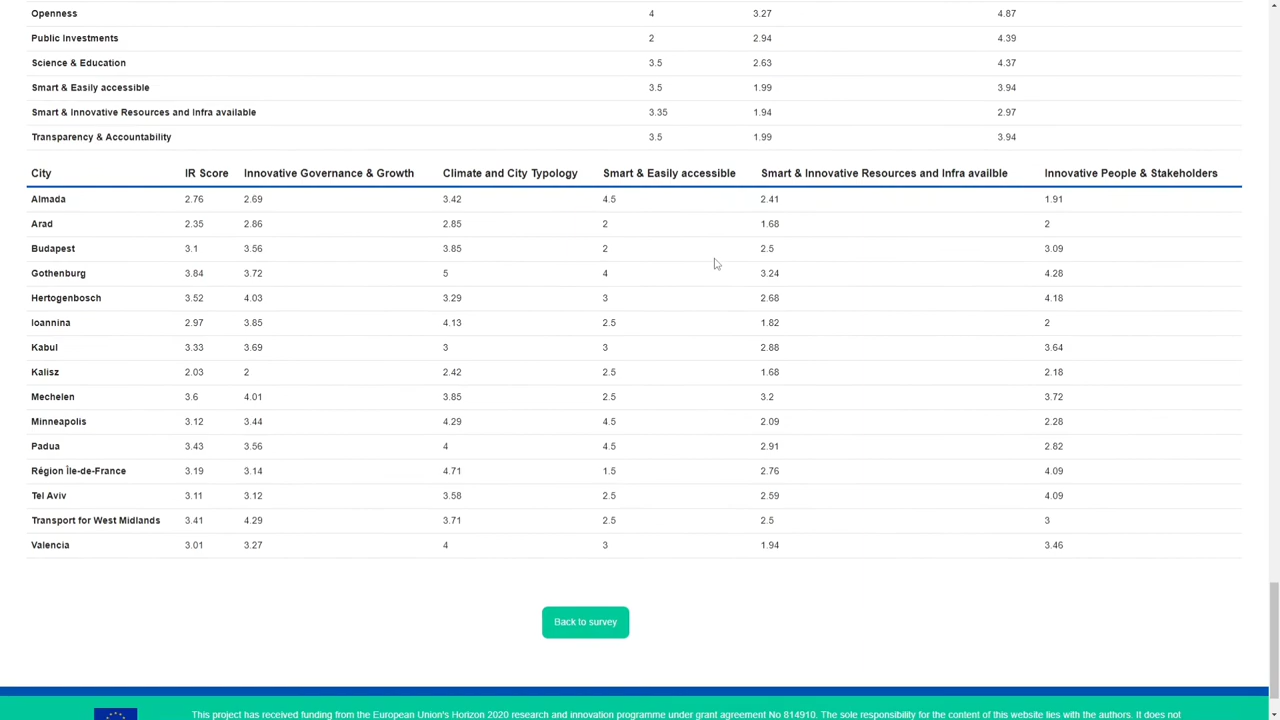 Openness 4 3.27 4.87
Public Investments 2 2.94 4.39
Science & Education 3.5 2.63 4.37
Smart & Easily accessible 3.5 1.99 3.94
Smart & Innovative Resources and Infra available 3.35 1.94 2.97
Transparency & Accountability 3.5 1.99 3.94
City IR Score Innovative Governance & Growth Climate and City Typology Smart & Easily accessible Smart & Innovative Resources and Infra availble Innovative People & Stakeholders
Almada 2.76 2.69 3.42 4.5 2.41 1.91
Arad 2.35 2.86 2.85 2 1.68 2
Budapest 3.1 3.56 3.85 2 2.5 3.09
Gothenburg 3.84 3.72 5 4 3.24 4.28
Hertogenbosch 3.52 4.03 3.29 3 2.68 4.18
Ioannina 2.97 3.85 4.13 2.5 1.82 2
Kabul 3.33 3.69 3 3 2.88 3.64
Kalisz 2.03 2 2.42 2.5 1.68 2.18
Mechelen 3.6 4.01 3.85 2.5 3.2 3.72
Minneapolis 3.12 3.44 4.29 4.5 2.09 2.28
Padua 3.43 3.56 4 4.5 2.91 2.82
Région Île-de-France 3.19 3.14 4.71 1.5 2.76 4.09
Tel Aviv 3.11 3.12 3.58 2.5 2.59 4.09
Transport for West Midlands 3.41 4.29 3.71 2.5 2.5 3
Valencia 3.01 3.27 4 3 1.94 3.46
Back to survey
This project has received funding from the European Union's Horizon 2020 research and innovation programme under grant agreement No 814910. The sole responsibility for the content of this website lies with the authors. It does not